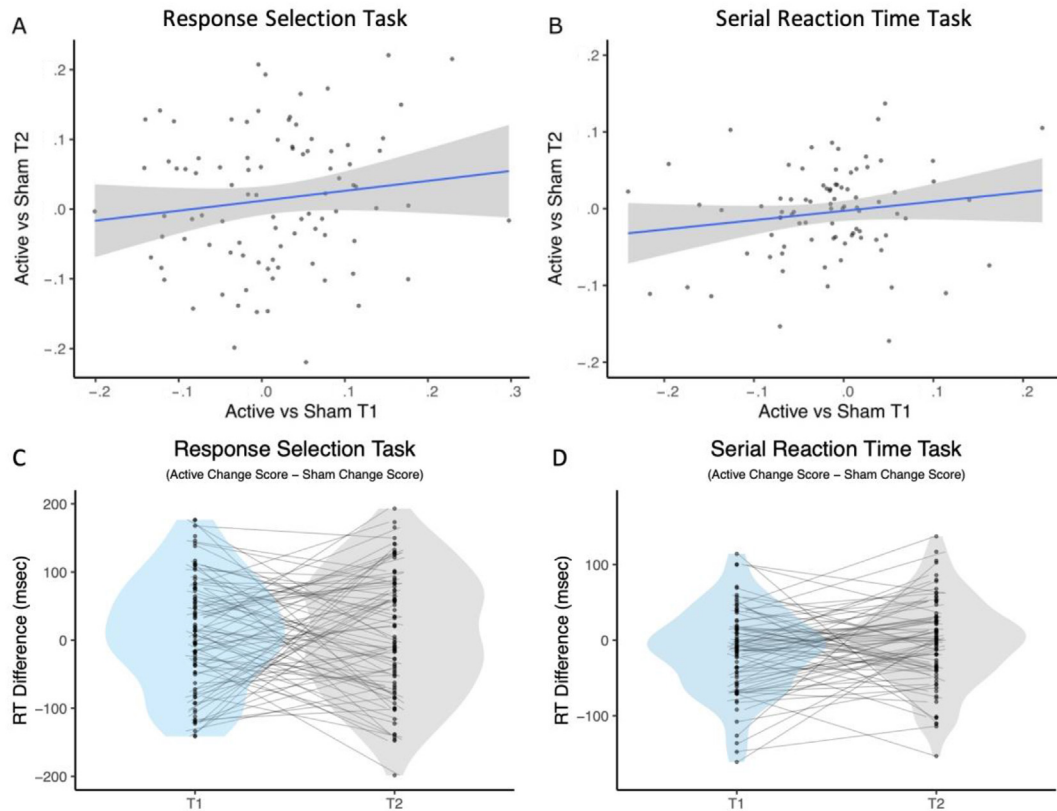 A
Response Selection Task
Active vs Sham T2
.2
.1
.0
-.1
-.2
-.2
-.1
.0
.1
.2
.3
Active vs Sham T1
B
Serial Reaction Time Task
Active vs Sham T2
.2
.1
.0
-.1
-.2
-.2
-.1
.0
.1
.2
Active vs Sham T1
C
Response Selection Task
(Active Change Score – Sham Change Score)
RT Difference (msec)
200
100
0
-100
-200
T1
T2
D
Serial Reaction Time Task
(Active Change Score – Sham Change Score)
RT Difference (msec)
100
0
-100
T1
T2